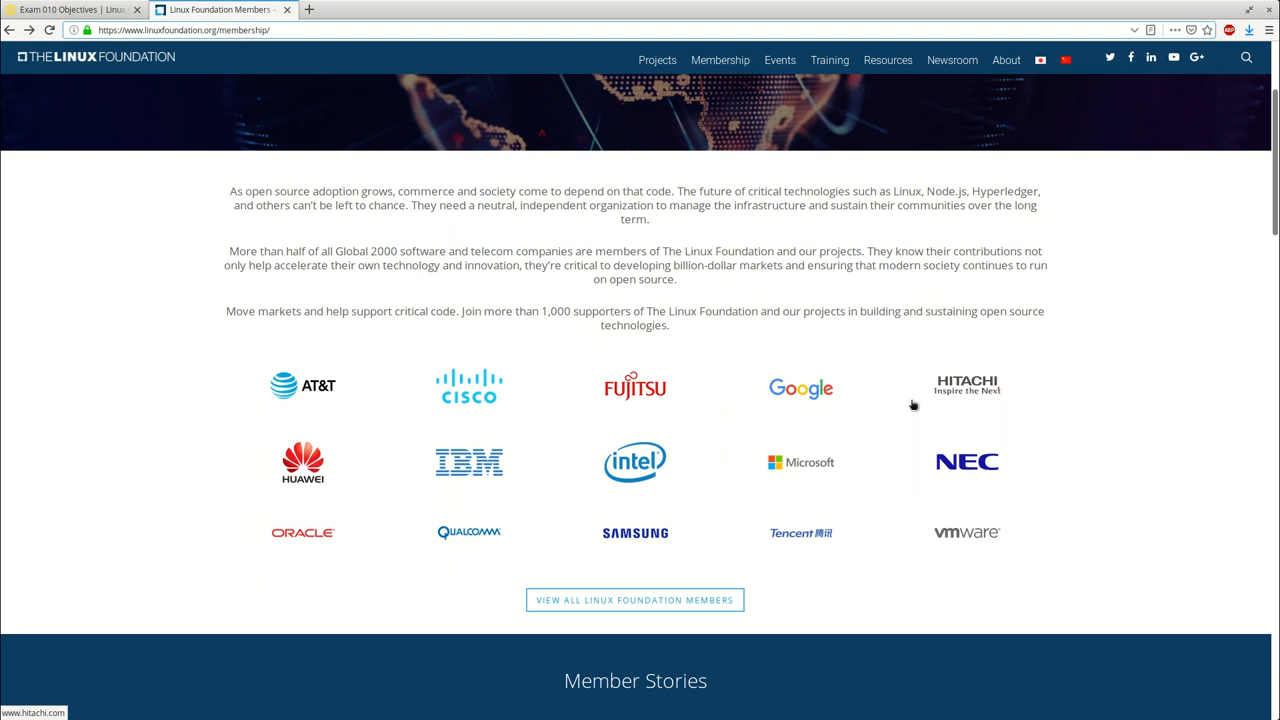 Exam 010 Objectives | Linux
Linux Foundation Members -
https://www.linuxfoundation.org/membership/
ABP
THE LINUX FOUNDATION
Projects Membership Events Training Resources Newsroom About
As open source adoption grows, commerce and society come to depend on that code. The future of critical technologies such as Linux, Node.js, Hyperledger,
and others can't be left to chance. They need a neutral, independent organization to manage the infrastructure and sustain their communities over the long
term.
More than half of all Global 2000 software and telecom companies are members of The Linux Foundation and our projects. They know their contributions not
only help accelerate their own technology and innovation, they're critical to developing billion-dollar markets and ensuring that modern society continues to run
on open source.
Move markets and help support critical code. Join more than 1,000 supporters of The Linux Foundation and our projects in building and sustaining open source
technologies.
AT&T
CISCO
FUJITSU
Google
HITACHI
Inspire the Next
HUAWEI
IBM
intel
Microsoft
NEC
ORACLE
QUALCOMM
SAMSUNG
Tencent 腾讯
vmware
VIEW ALL LINUX FOUNDATION MEMBERS
Member Stories
www.hitachi.com